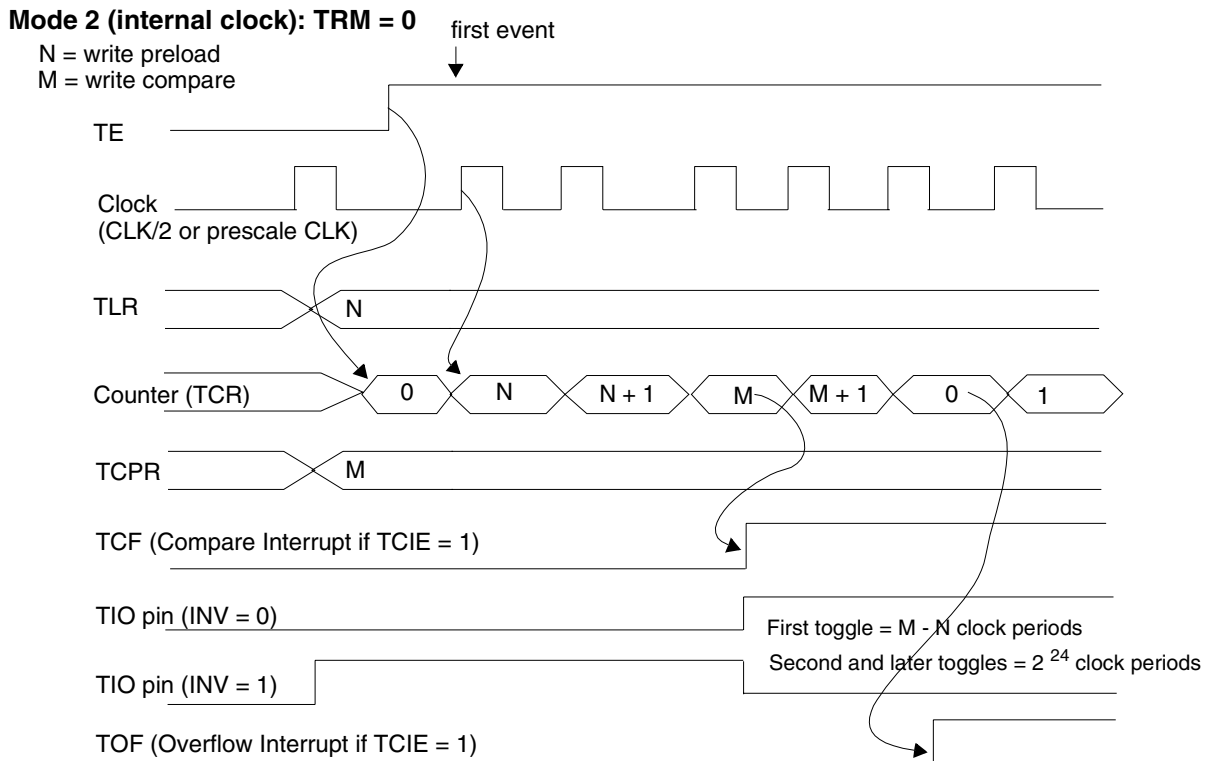 Mode 2 (internal clock): TRM = 0
first event
N = write preload
M = write compare
TE
Clock
(CLK/2 or prescale CLK)
TLR
N
Counter (TCR)
0
N
N + 1
M
M + 1
0
1
TCPR
M
TCF (Compare Interrupt if TCIE = 1)
TIO pin (INV = 0)
First toggle = M - N clock periods
Second and later toggles = 2 24 clock periods
TIO pin (INV = 1)
TOF (Overflow Interrupt if TCIE = 1)